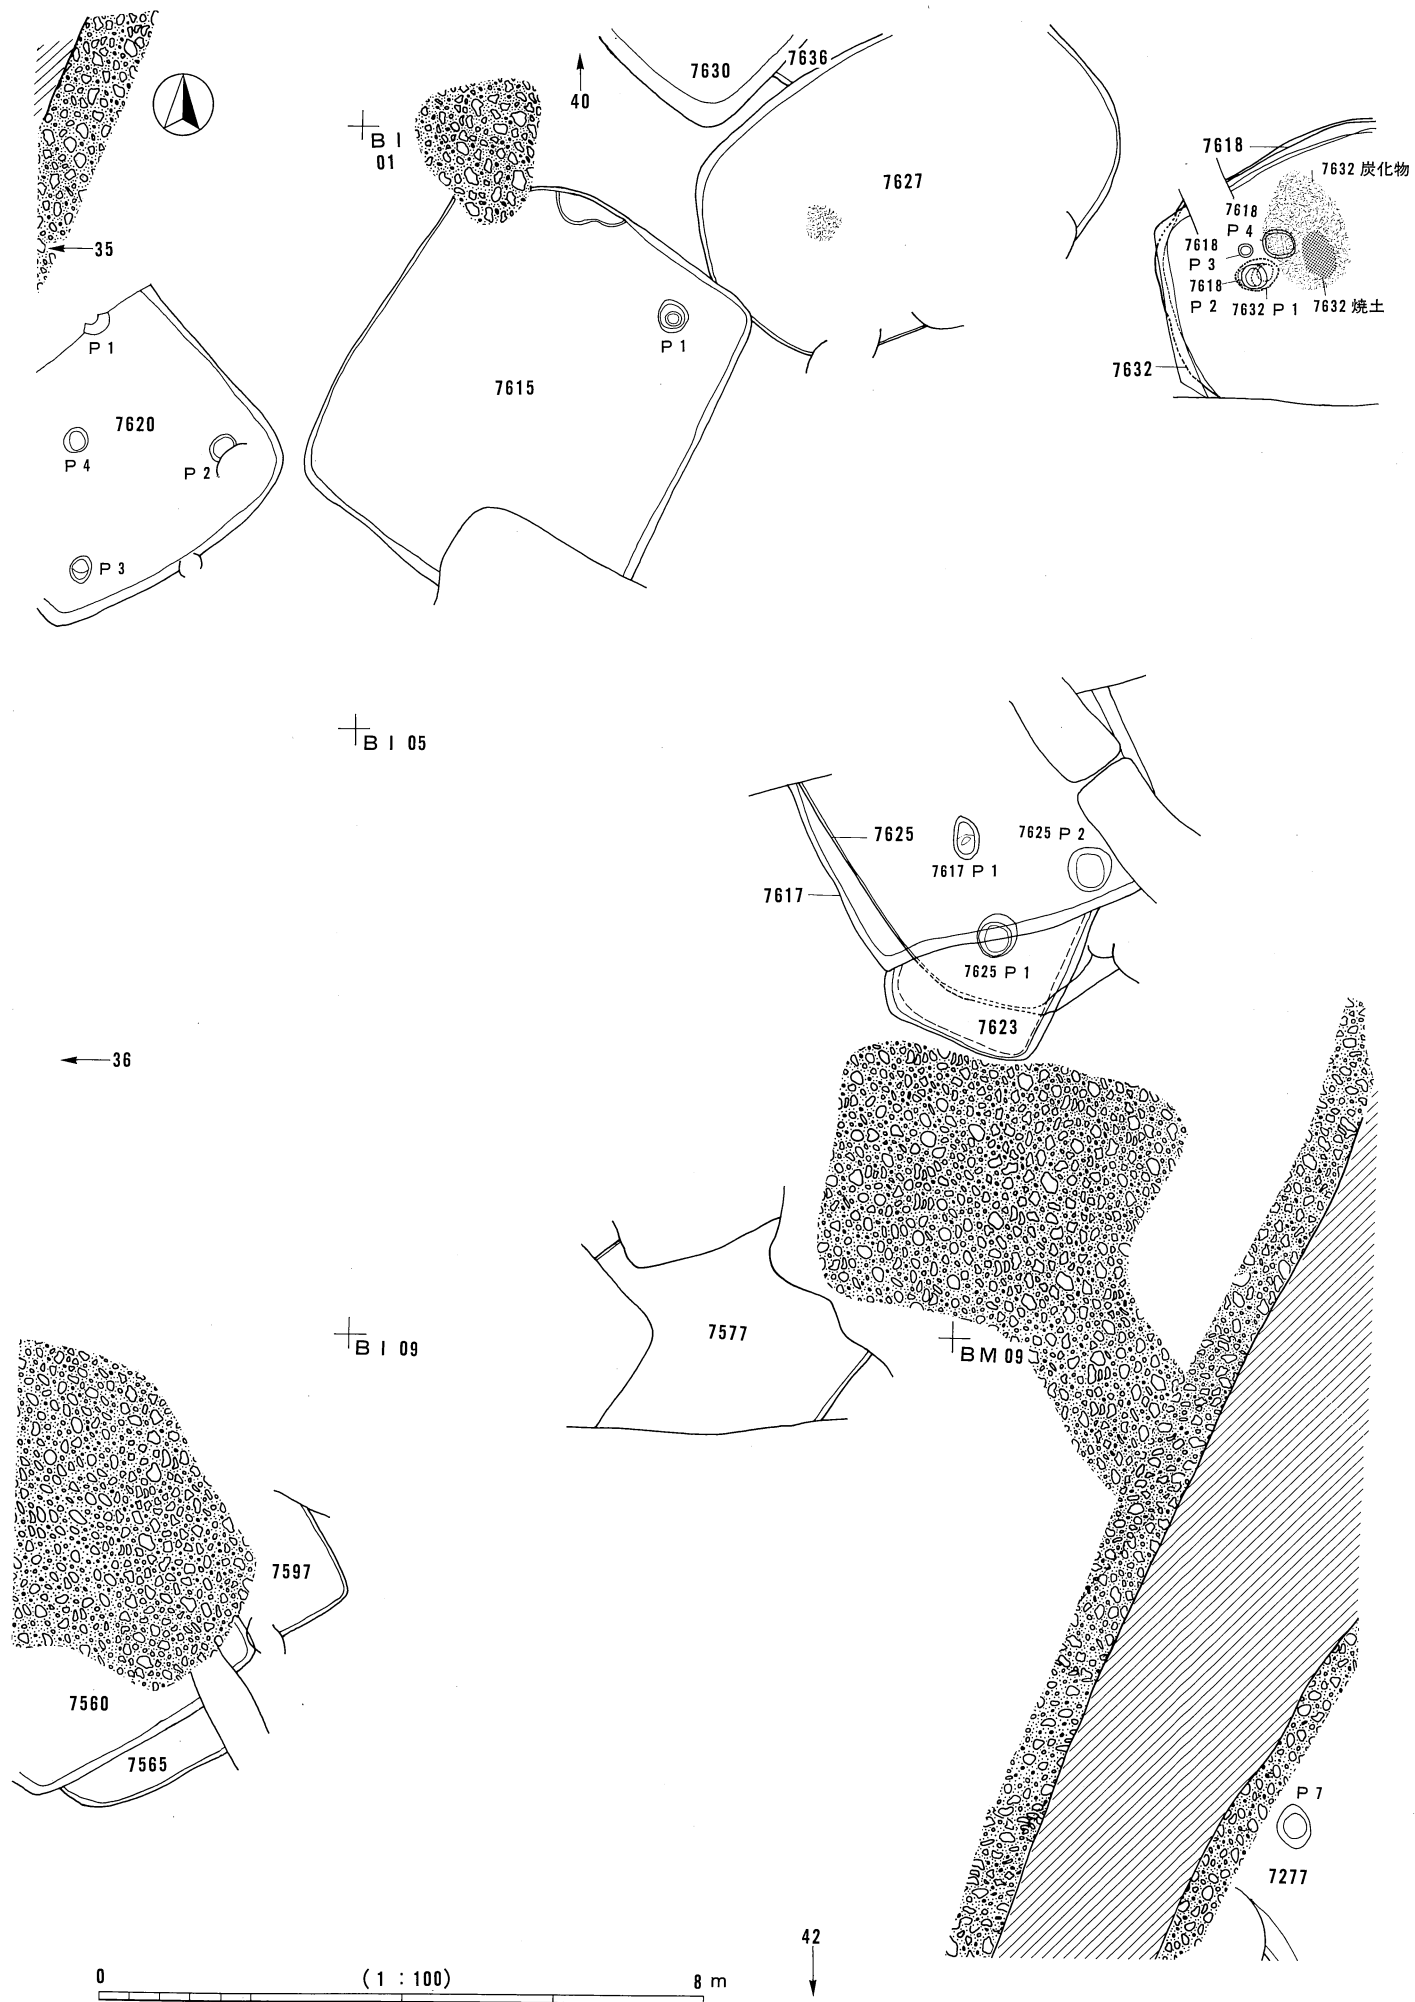 7630
7636
40
B I
01
7627
7618
7632 炭化物
7618
P 4
7618
P 3
7618
P 2
7632 P 1
7632 焼土
7632
35
P 1
7620
P 4
P 2
P 3
7615
P 1
B I 05
7625
7617 P 1
7625 P 2
7617
7625 P 1
7623
36
B I 09
7577
B M 09
7597
7560
7565
P 7
7277
42
0
(1 : 100)
8 m